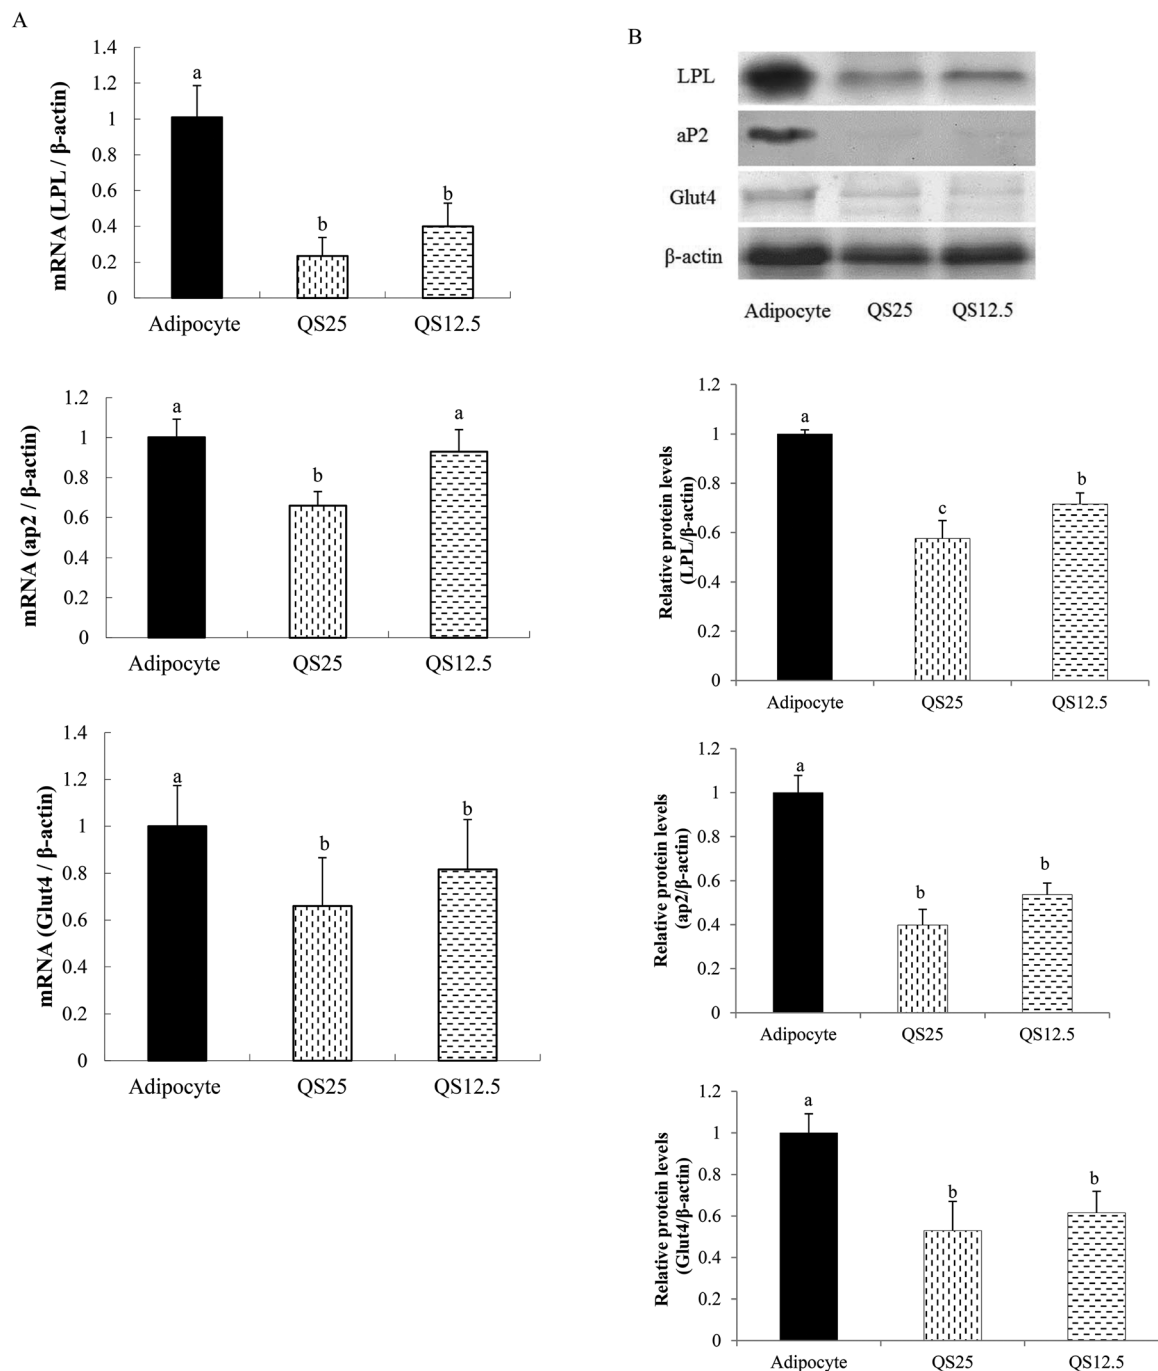 A
mRNA (LPL / β-actin)
1.4
1.2
1
0.8
0.6
0.4
0.2
0
a
b
b
Adipocyte QS25 QS12.5
mRNA (ap2 / β-actin)
1.2
1
0.8
0.6
0.4
0.2
0
a
b
a
Adipocyte QS25 QS12.5
mRNA (Glut4 / β-actin)
1.4
1.2
1
0.8
0.6
0.4
0.2
0
a
b
b
Adipocyte QS25 QS12.5
B
LPL
aP2
Glut4
β-actin
Adipocyte QS25 QS12.5
Relative protein levels
(LPL/β-actin)
1.2
1
0.8
0.6
0.4
0.2
0
a
c
b
Adipocyte QS25 QS12.5
Relative protein levels
(ap2/β-actin)
1.2
1
0.8
0.6
0.4
0.2
0
a
b
b
Adipocyte QS25 QS12.5
Relative protein levels
(Glut4/β-actin)
1.2
1
0.8
0.6
0.4
0.2
0
a
b
b
Adipocyte QS25 QS12.5